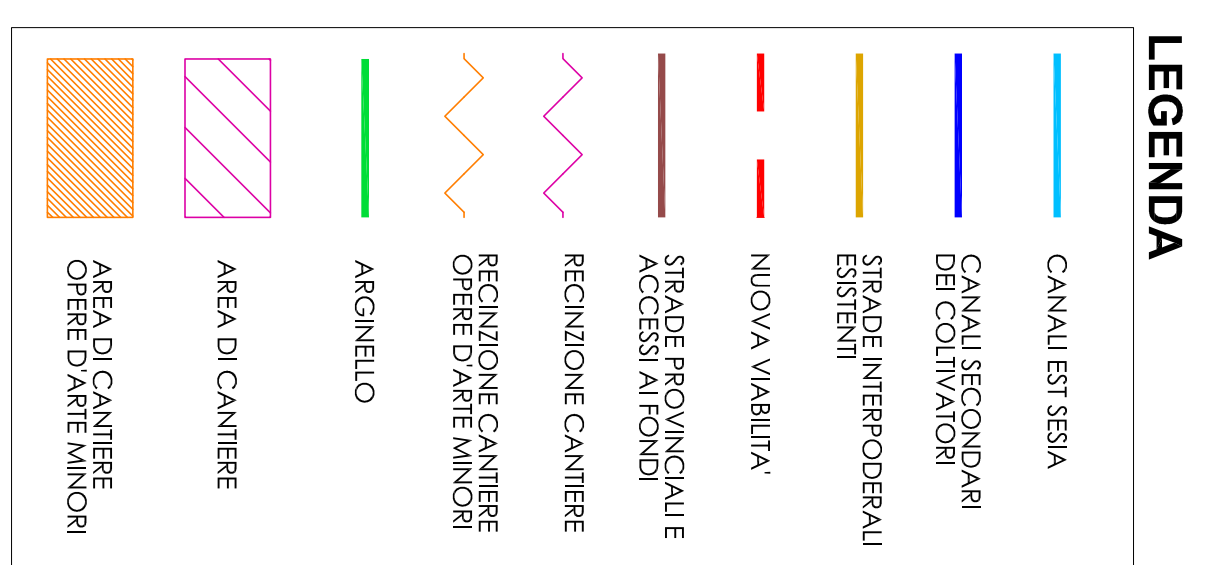 LEGENDA
CANALI EST SESIA
CANALI SECONDARI
DEI COLTIVATORI
STRADE INTERPODERALI
ESISTENTI
NUOVA VIABILITA'
STRADE PROVINCIALI E
ACCESSI AI FONDI
RECINZIONE CANTIERE
RECINZIONE CANTIERE
OPERE D'ARTE MINORI
ARGINELLO
AREA DI CANTIERE
AREA DI CANTIERE
OPERE D'ARTE MINORI